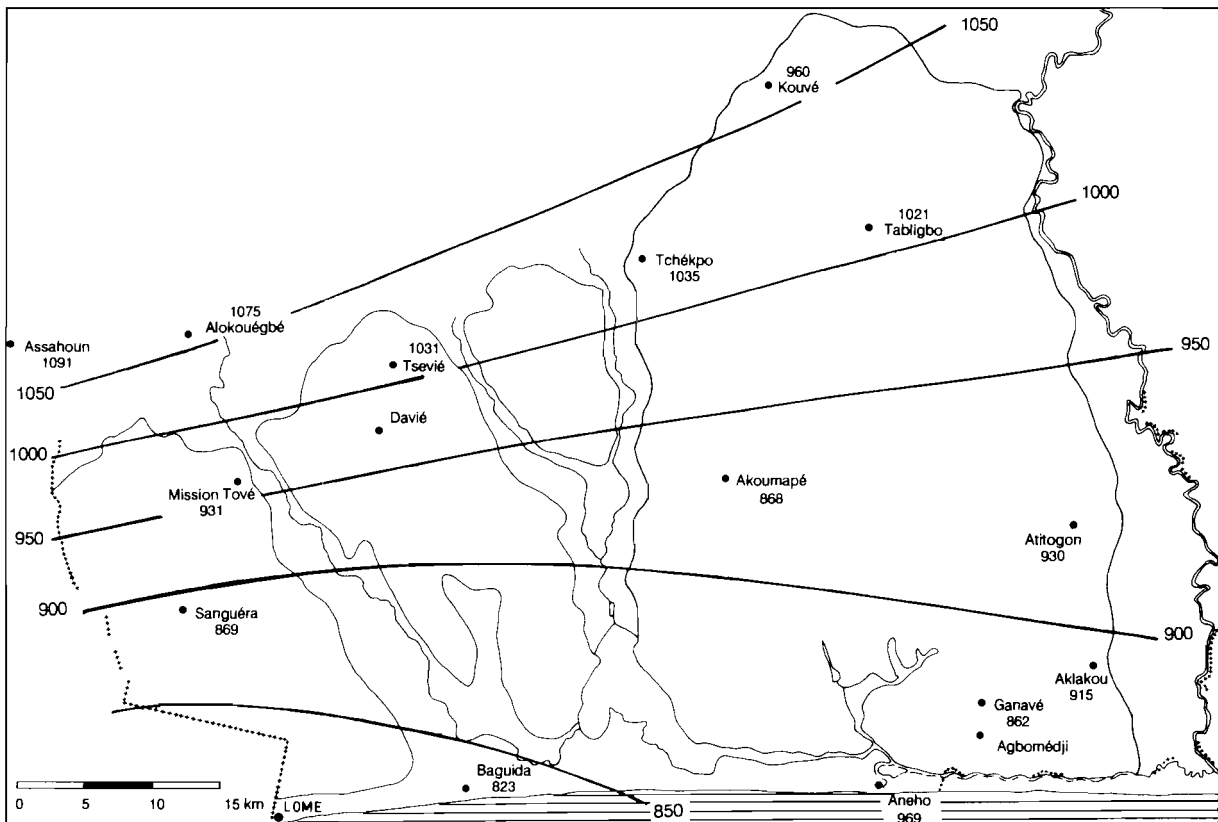 1050
960
Kouvé
1021
Tabligbo
1000
Tchékpo
1035
1075
Alokouégbé
Assahoun
1091
1031
Tsevié
950
1050
Davié
1000
Mission Tové
931
Akoumapé
868
Atitogon
930
950
900
Sanguéra
869
900
Aklakou
915
Ganavé
862
Agbomédji
Baguida
823
0 5 10 15 km
LOME
850
Aneho
969